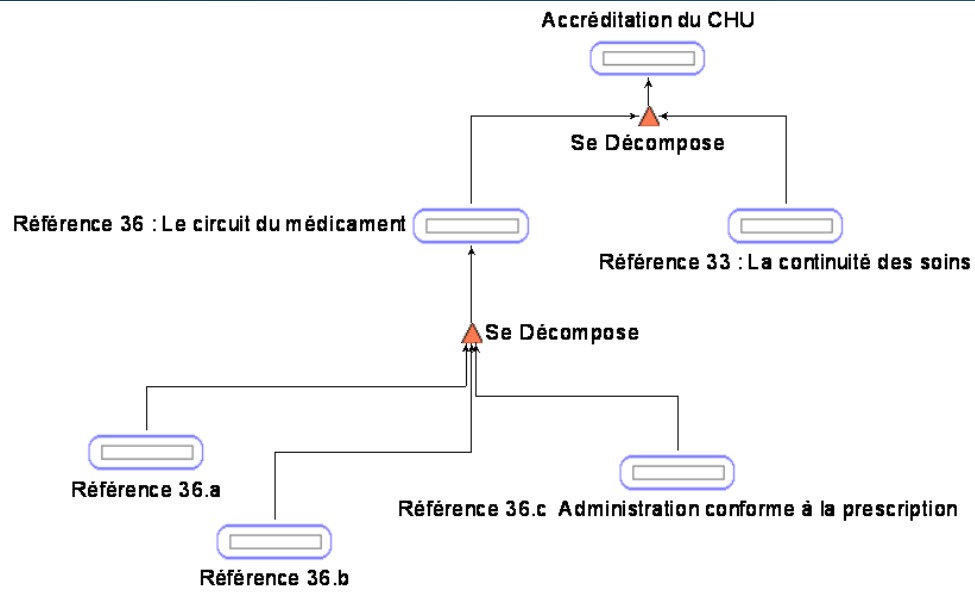 Accréditation du CHU
Se Décompose
Référence 36 : Le circuit du médicament
Référence 33 : La continuité des soins
Se Décompose
Référence 36.a
Référence 36.c Administration conforme à la prescription
Référence 36.b